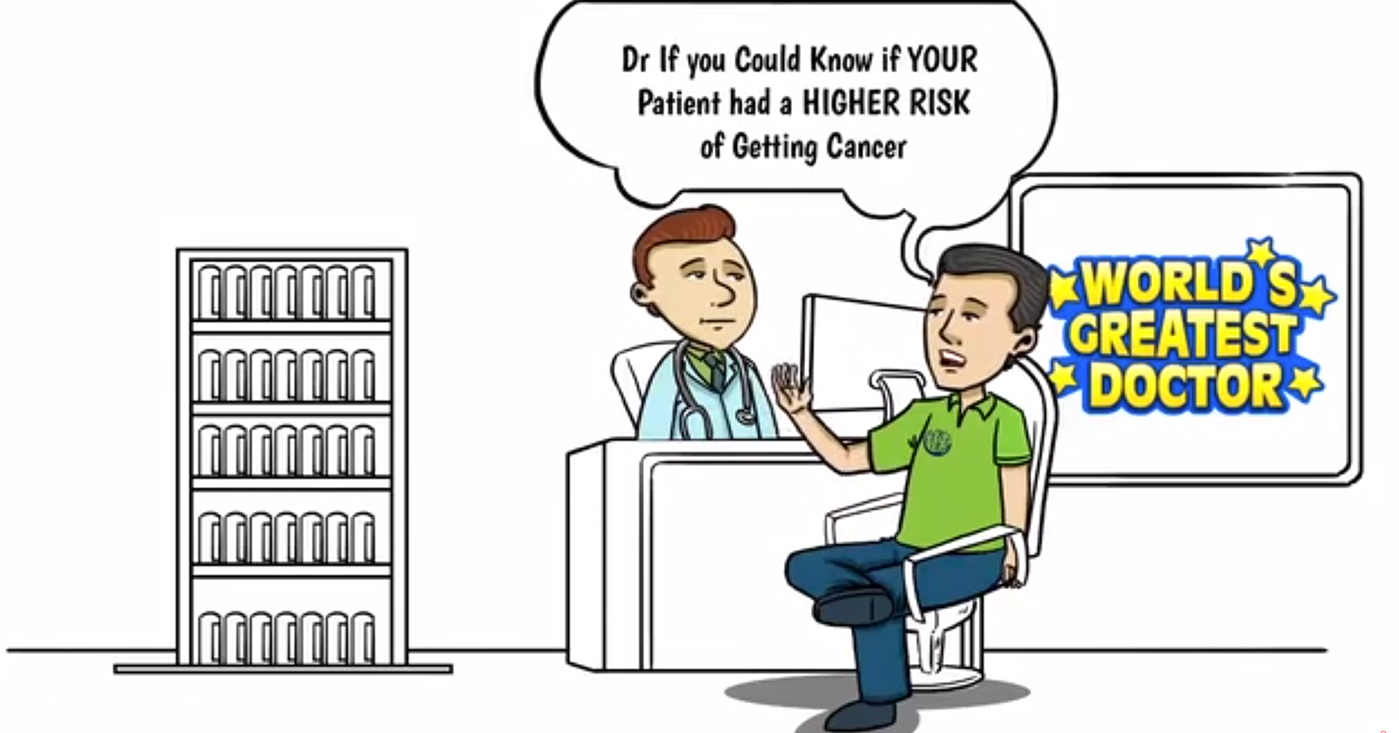 Dr If you Could Know if YOUR
Patient had a HIGHER RISK
of Getting Cancer
WORLD'S
GREATEST
DOCTOR